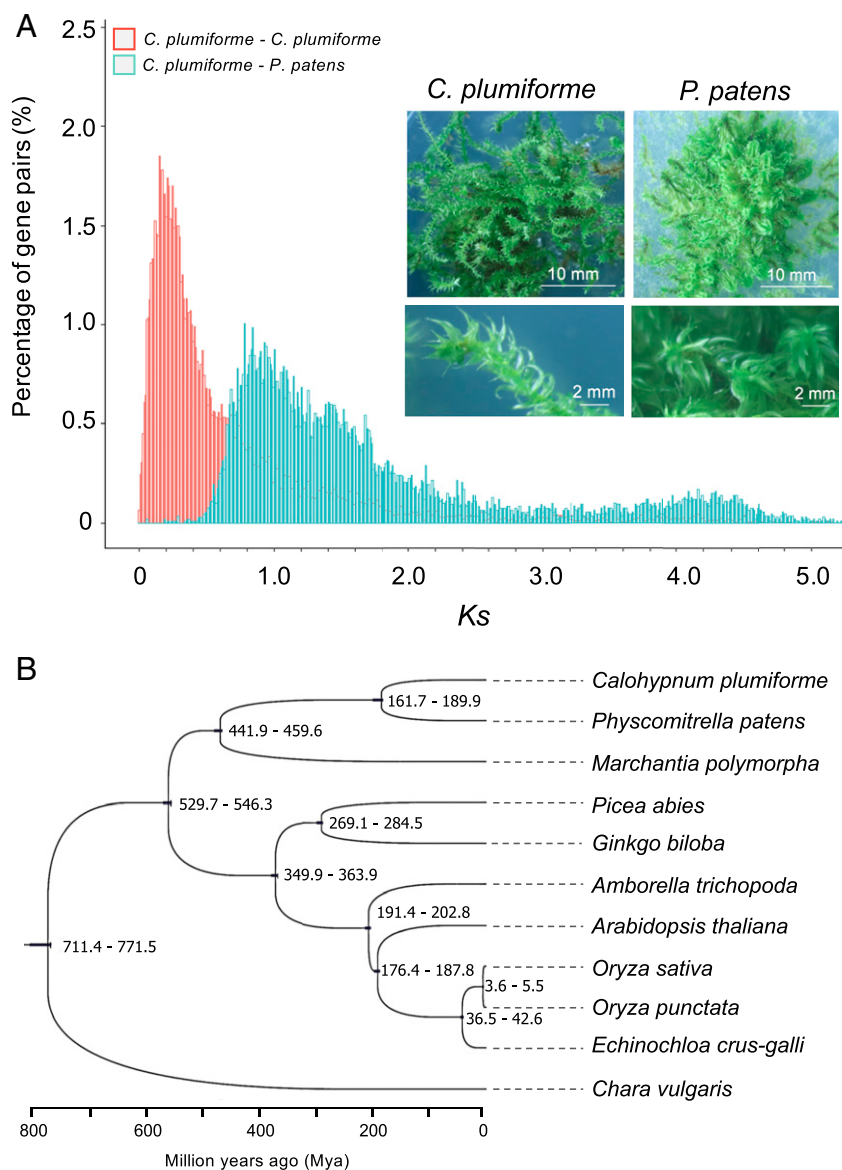 A
2.5
2.0
1.5
1.0
0.5
0
Percentage of gene pairs (%)
C. plumiforme - C. plumiforme
C. plumiforme - P. patens
C. plumiforme
P. patens
10 mm
10 mm
2 mm
2 mm
0 1.0 2.0 3.0 4.0 5.0
Ks
B
Calohypnum plumiforme
161.7 - 189.9
Physcomitrella patens
441.9 - 459.6
Marchantia polymorpha
529.7 - 546.3
Picea abies
269.1 - 284.5
Ginkgo biloba
349.9 - 363.9
Amborella trichopoda
191.4 - 202.8
Arabidopsis thaliana
711.4 - 771.5
176.4 - 187.8
Oryza sativa
3.6 - 5.5
Oryza punctata
36.5 - 42.6
Echinochloa crus-galli
Chara vulgaris
800 600 400 200 0
Million years ago (Mya)